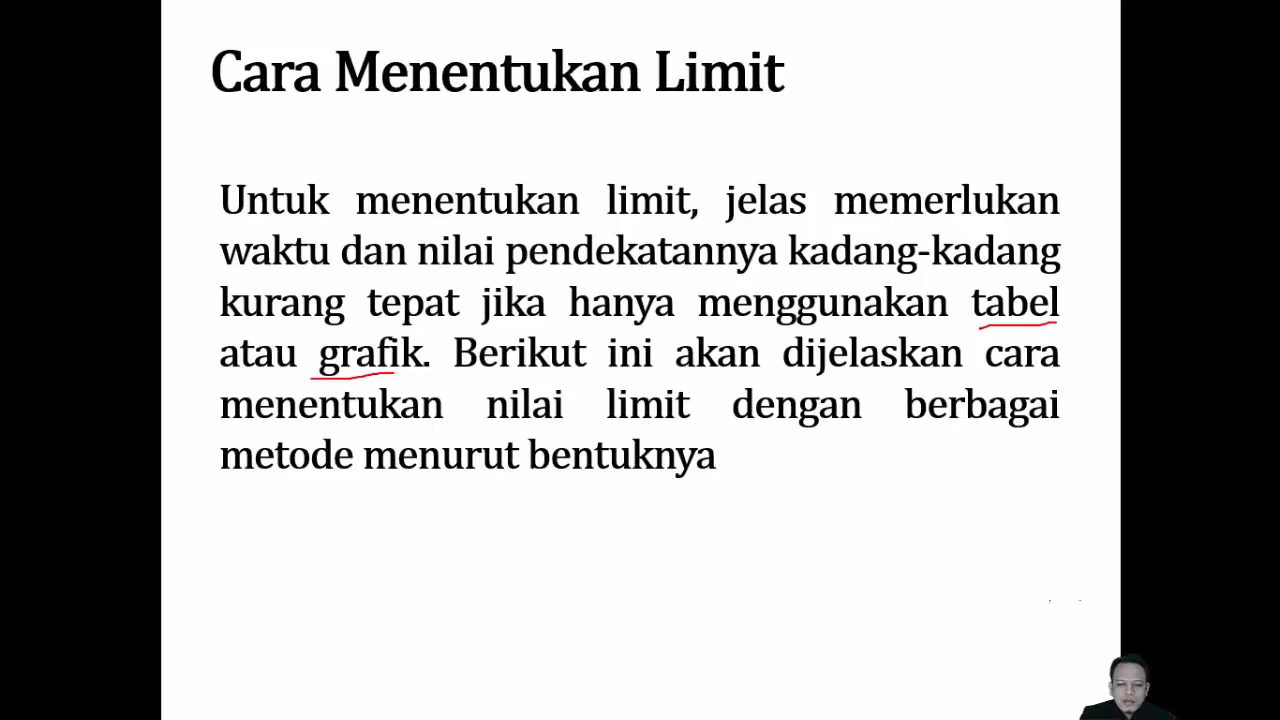 Cara Menentukan Limit
Untuk menentukan limit, jelas memerlukan
waktu dan nilai pendekatannya kadang-kadang
kurang tepat jika hanya menggunakan tabel
atau grafik. Berikut ini akan dijelaskan cara
menentukan nilai limit dengan berbagai
metode menurut bentuknya